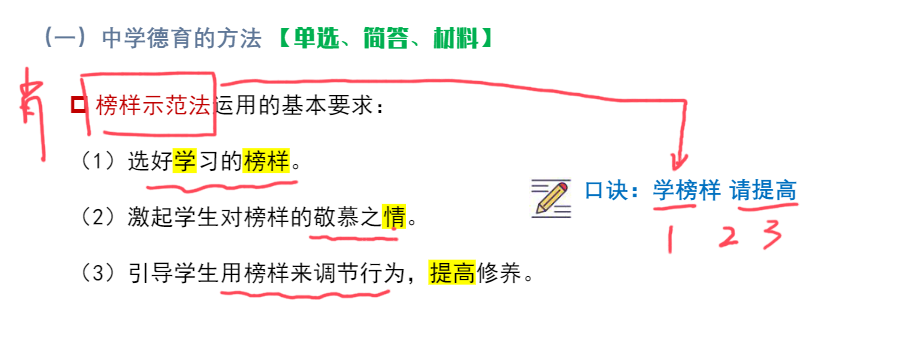 （一）中学德育的方法【单选、简答、材料】
榜样示范法运用的基本要求：
（1）选好学习的榜样。
（2）激起学生对榜样的敬慕之情。
口诀：学榜样 请提高
1 2 3
（3）引导学生用榜样来调节行为，提高修养。